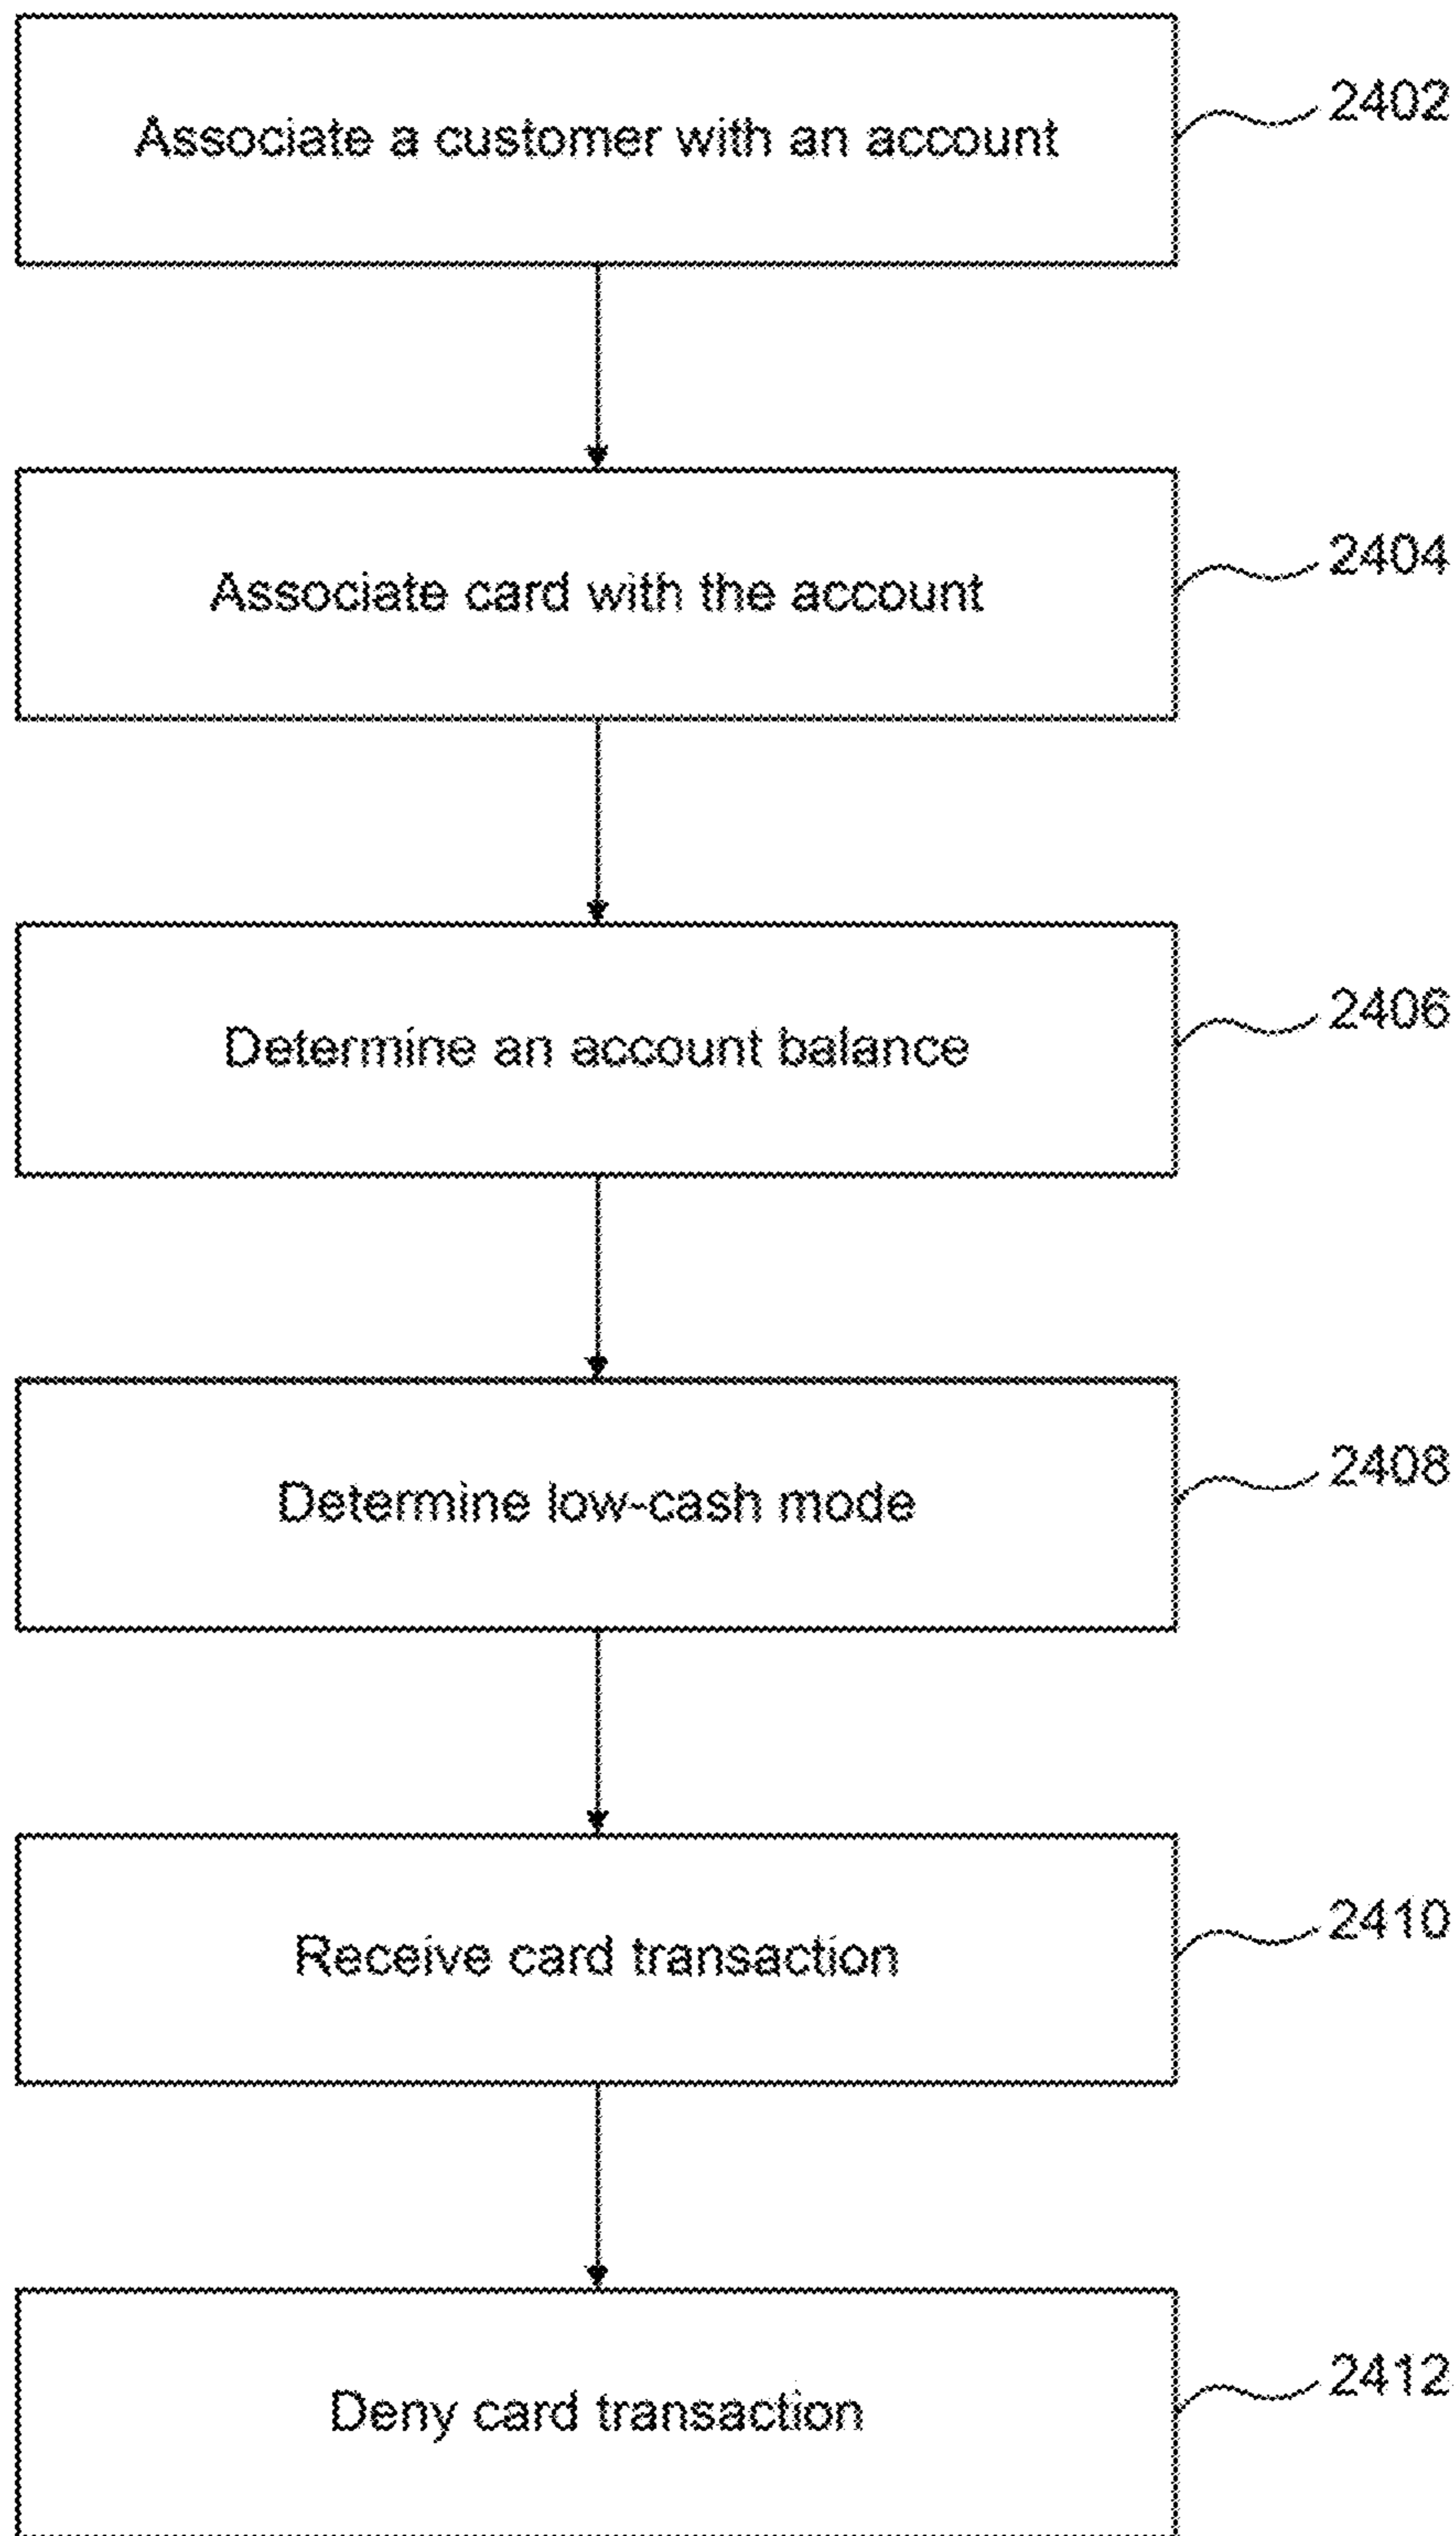 Associate a customer with an account
2402
Associate card with the account
2404
Determine an account balance
2406
Determine low-cash mode
2408
Receive card transaction
2410
Deny card transaction
2412